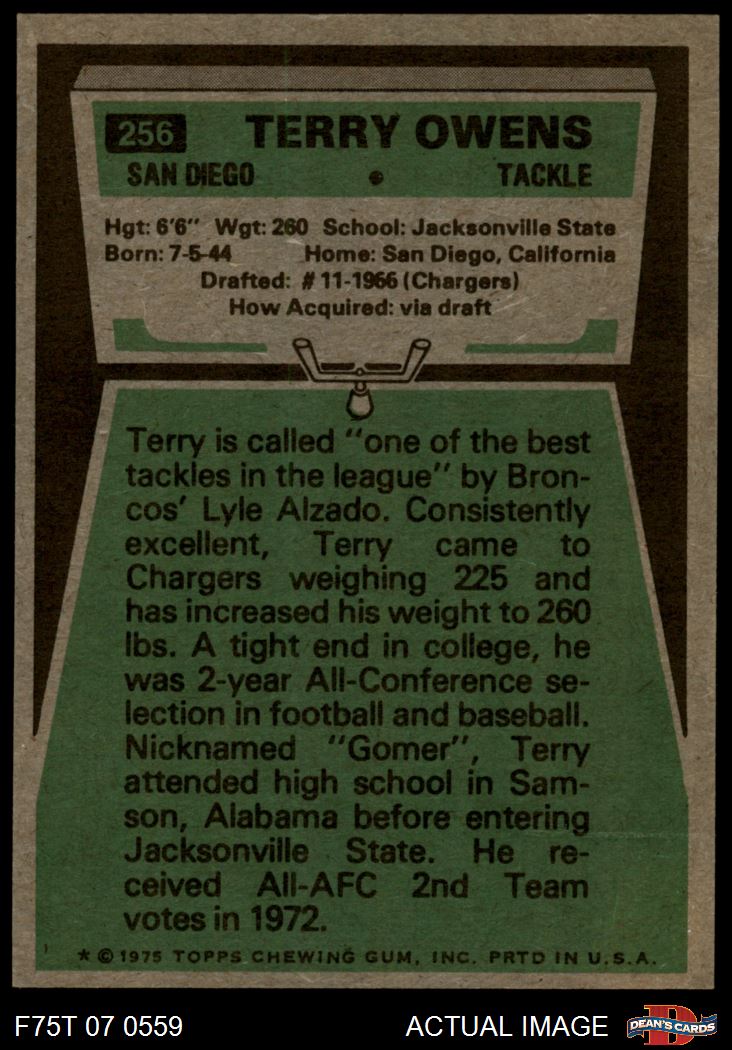 256 TERRY OWENS
SAN DIEGO • TACKLE
Hgt: 6'6" Wgt: 260 School: Jacksonville State
Born: 7-5-44 Home: San Diego, California
Drafted: #11-1966 (Chargers)
How Acquired: via draft
Terry is called "one of the best
tackles in the league" by Bron-
cos' Lyle Alzado. Consistently
excellent, Terry came to
Chargers weighing 225 and
has increased his weight to 260
lbs. A tight end in college, he
was 2-year All-Conference se-
lection in football and baseball.
Nicknamed "Gomer", Terry
attended high school in Sam-
son, Alabama before entering
Jacksonville State. He re-
ceived All-AFC 2nd Team
votes in 1972.
* © 1975 TOPPS CHEWING GUM, INC. PRTD IN U.S.A.
F75T 07 0559 ACTUAL IMAGE D DEAN'S CARDS